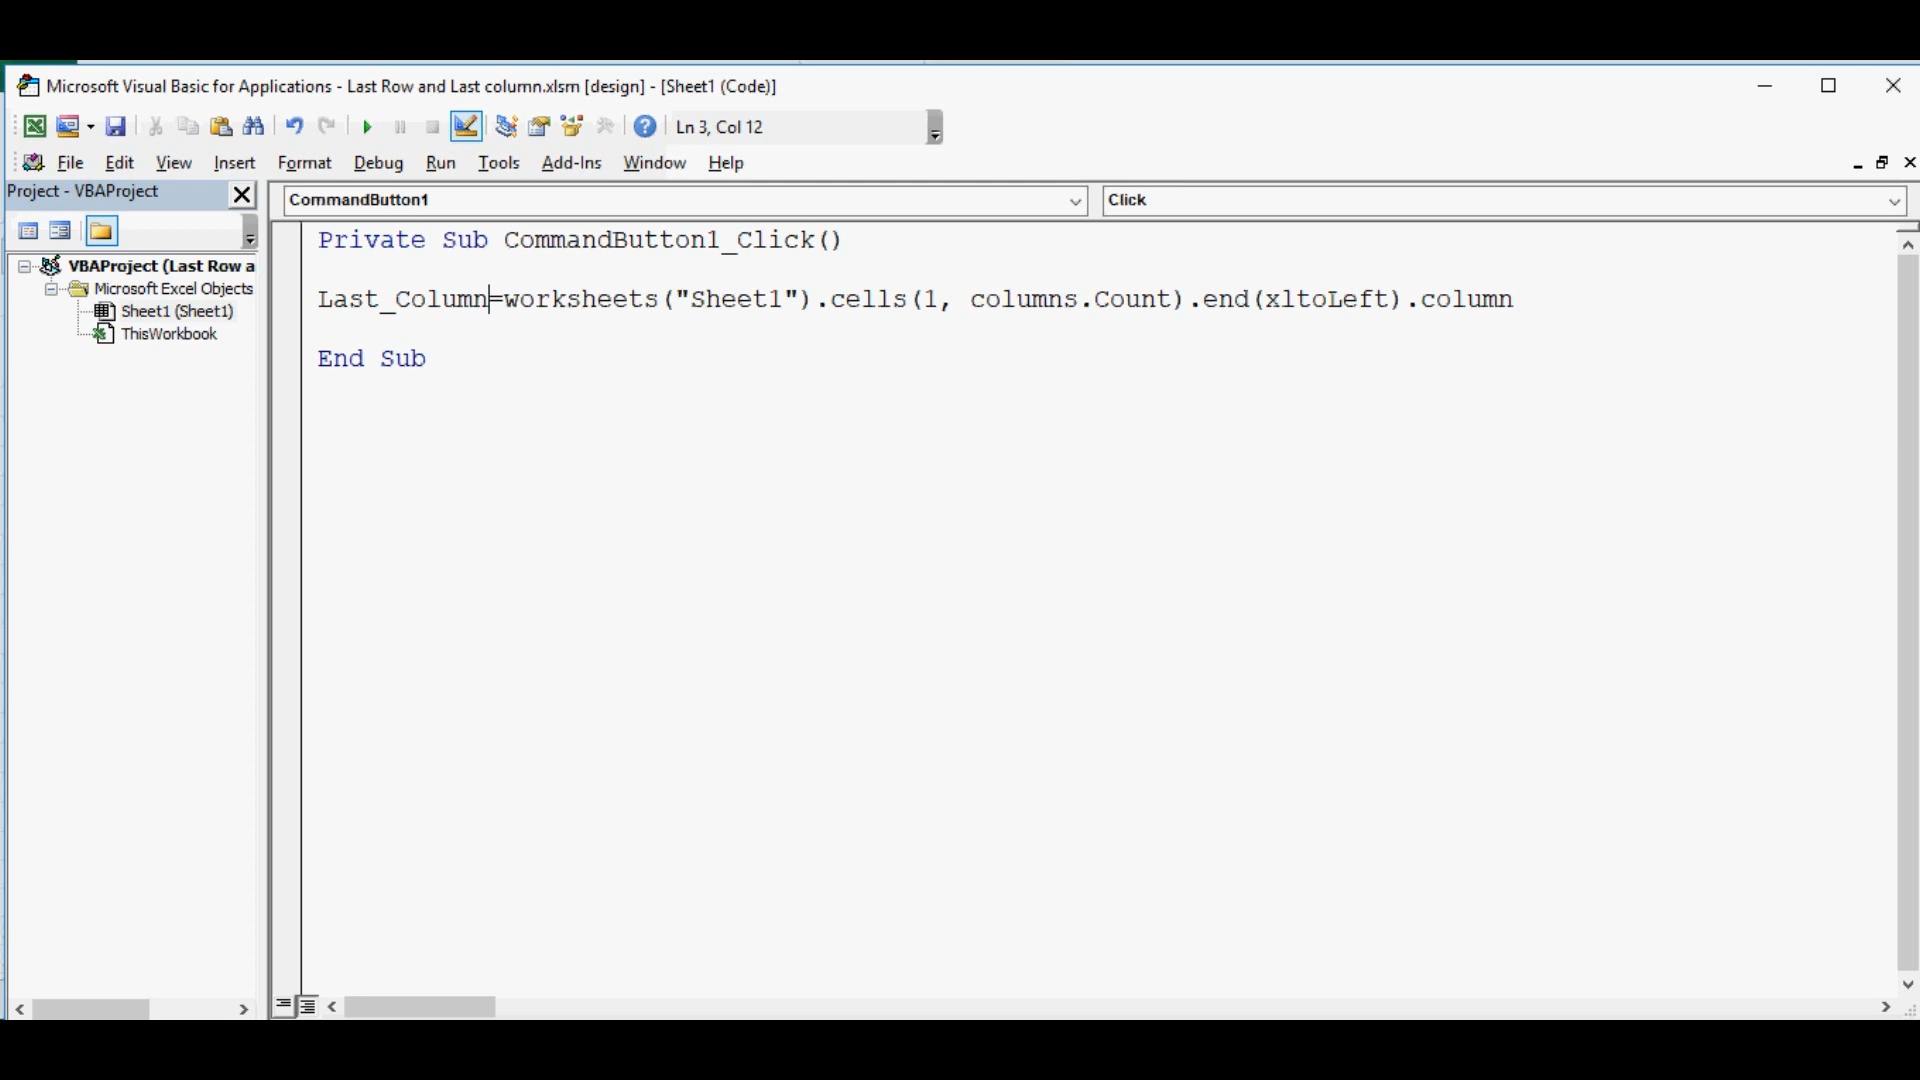 Microsoft Visual Basic for Applications - Last Row and Last column.xlsm [design] - [Sheet1 (Code)]
Ln 3, Col 12
File Edit View Insert Format Debug Run Tools Add-Ins Window Help
Project - VBAProject
CommandButton1
Click
VBAProject (Last Row a
Microsoft Excel Objects
Sheet1 (Sheet1)
ThisWorkbook
Private Sub CommandButton1_Click()
Last_Column=worksheets("Sheet1").cells(1, columns.Count).end(xltoLeft).column
End Sub